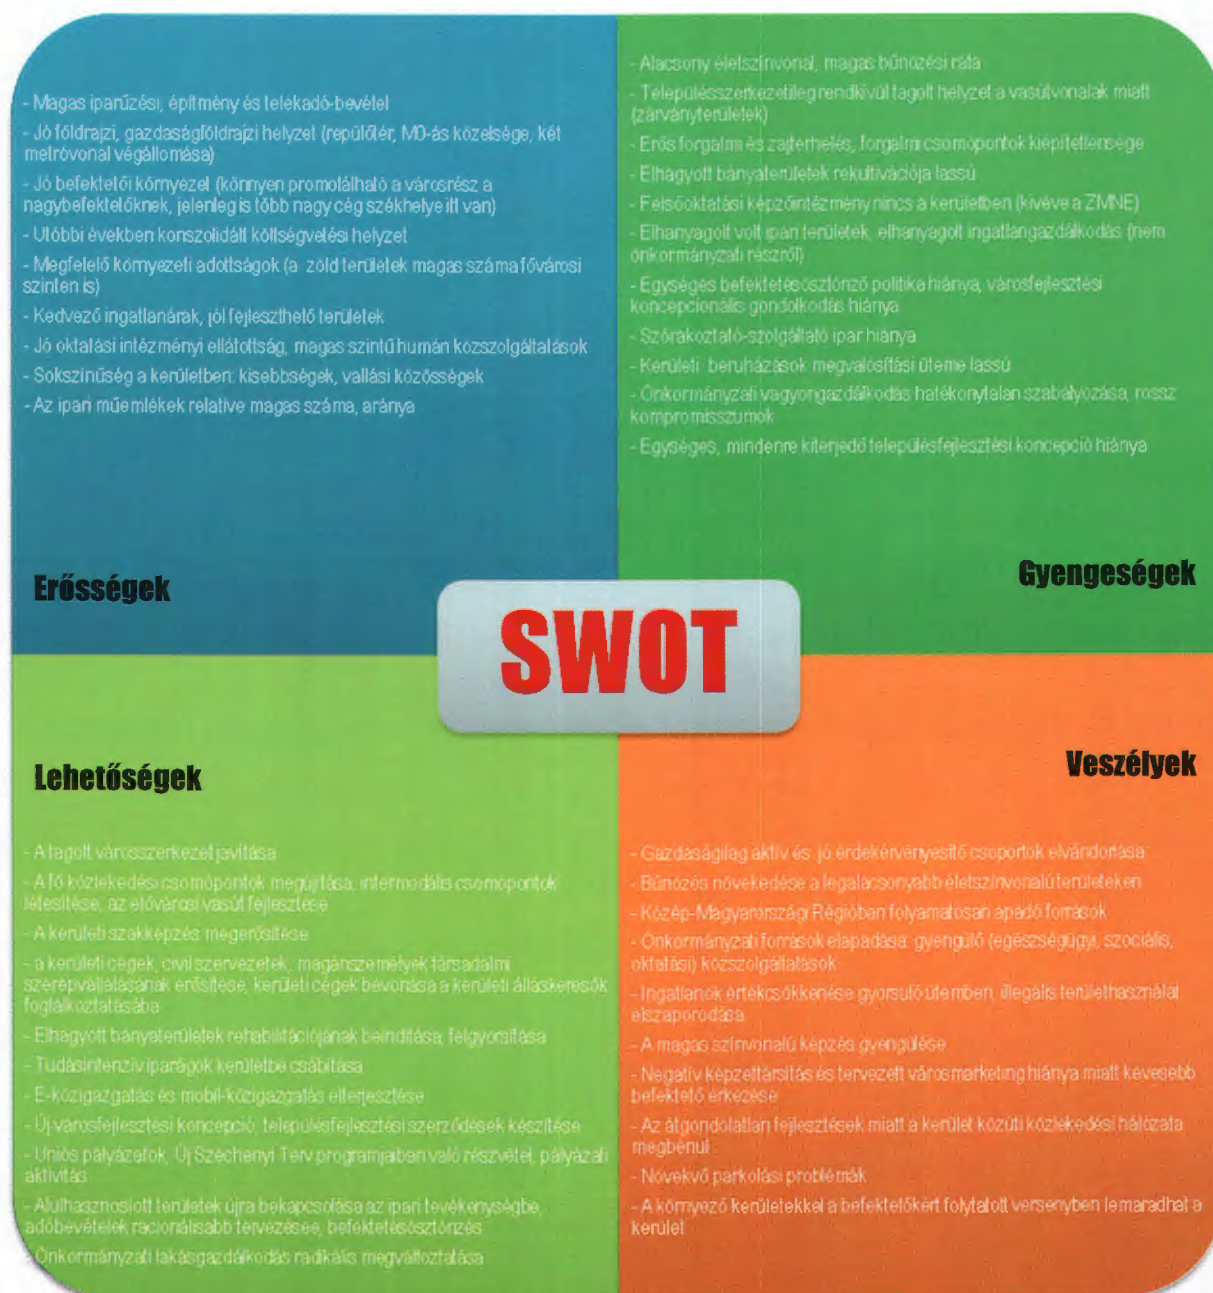 - Magas iparűzési, építmény és telekadó-bevétel
- Jó földrajzi, gazdaságföldrajzi helyzet (repülőtér, M0-ás közelsége, két
metróvonal végállomása)
- Jó befektetői környezet (könnyen promotálható a városrész a
nagybefektetőknek, jelenleg is több nagy cég székhelye itt van)
- Utóbbi években konszolidált költségvetési helyzet
- Megfelelő környezeti adottságok (a zöld területek magas száma fővárosi
szinten is)
- Kedvező ingatlanárak, jól fejleszthető területek
- Jó oktatási intézményi ellátottság, magas szintű humán közszolgáltatások
- Sokszínűség a kerületben: kisebbségek, vallási közösségek
- Az ipari műemlékek relative magas száma, aránya
Erősségek
- Alacsony életszínvonal, magas bűnözési ráta
- Településszerkezetileg rendkívül tagolt helyzet a vasútvonalak miatt
(zárványterületek)
- Erős forgalmi és zajterhelés, forgalmi csomópontok kiépítetlensége
- Elhagyott bányaterületek rekultivációja lassú
- Felsőoktatási képzőintézmény nincs a kerületben (kivéve a ZMNE)
- Elhanyagolt volt ipari területek, elhanyagolt ingatlangazdálkodás (nem
önkormányzati részről)
- Egységes befektetésösztönző politika hiánya, városfejlesztési
koncepcionális gondolkodás hiánya
- Szórakoztató-szolgáltató ipar hiánya
- Kerületi beruházások megvalósítási üteme lassú
- Önkormányzati vagyongazdálkodás hatékonytalan szabályozása, rossz
kompromisszumok
- Egységes, mindenre kiterjedő településfejlesztési koncepció hiánya
Gyengeségek
SWOT
Lehetőségek
- A tagolt városszerkezet javítása
- A fő közlekedési csomópontok megújítása, intermodális csomópontok
létesítése, az elővárosi vasút fejlesztése
- A kerületi szakképzés megerősítése
- a kerületi cégek, civil szervezetek, magánszemélyek társadalmi
szerepvállalásának erősítése, kerületi cégek bevonása a kerületi álláskeresők
foglalkoztatásába
- Elhagyott bányaterületek rehabilitációjának beindítása, felgyorsítása
- Tudásintenzív iparágok kerületbe csábítása
- E-közigazgatás és mobil-közigazgatás elterjesztése
- Új városfejlesztési koncepció, településfejlesztési szerződések készítése
- Uniós pályázatok, Új Széchenyi Terv programjaiban való részvétel, pályázati
aktivitás
- Alulhasznosított területek újra bekapcsolása az ipari tevékenységbe,
adóbevételek racionálisabb tervezésee, befektetésösztönzés
- Önkormányzati lakásgazdálkodás radikális megváltoztatása
Veszélyek
- Gazdaságilag aktív és jó érdekérvényesítő csoportok elvándorlása
- Bűnözés növekedése a legalacsonyabb életszínvonalú területeken
- Közép-Magyarországi Régióban folyamatosan apadó források
- Önkormányzati források elapadása: gyengülő (egészségügyi, szociális,
oktatási) közszolgáltatások
- Ingatlanok értékcsökkenése gyorsuló ütemben, illegális területhasználat
elszaporodása
- A magas színvonalú képzés gyengülése
- Negatív képzettársítás és tervezett városmarketing hiánya miatt kevesebb
befektető érkezése
- Az átgondolatlan fejlesztések miatt a kerület közúti közlekedési hálózata
megbénul
- Növekvő parkolási problémák
- A környező kerületekkel a befektetőkért folytatott versenyben lemaradhat a
kerület